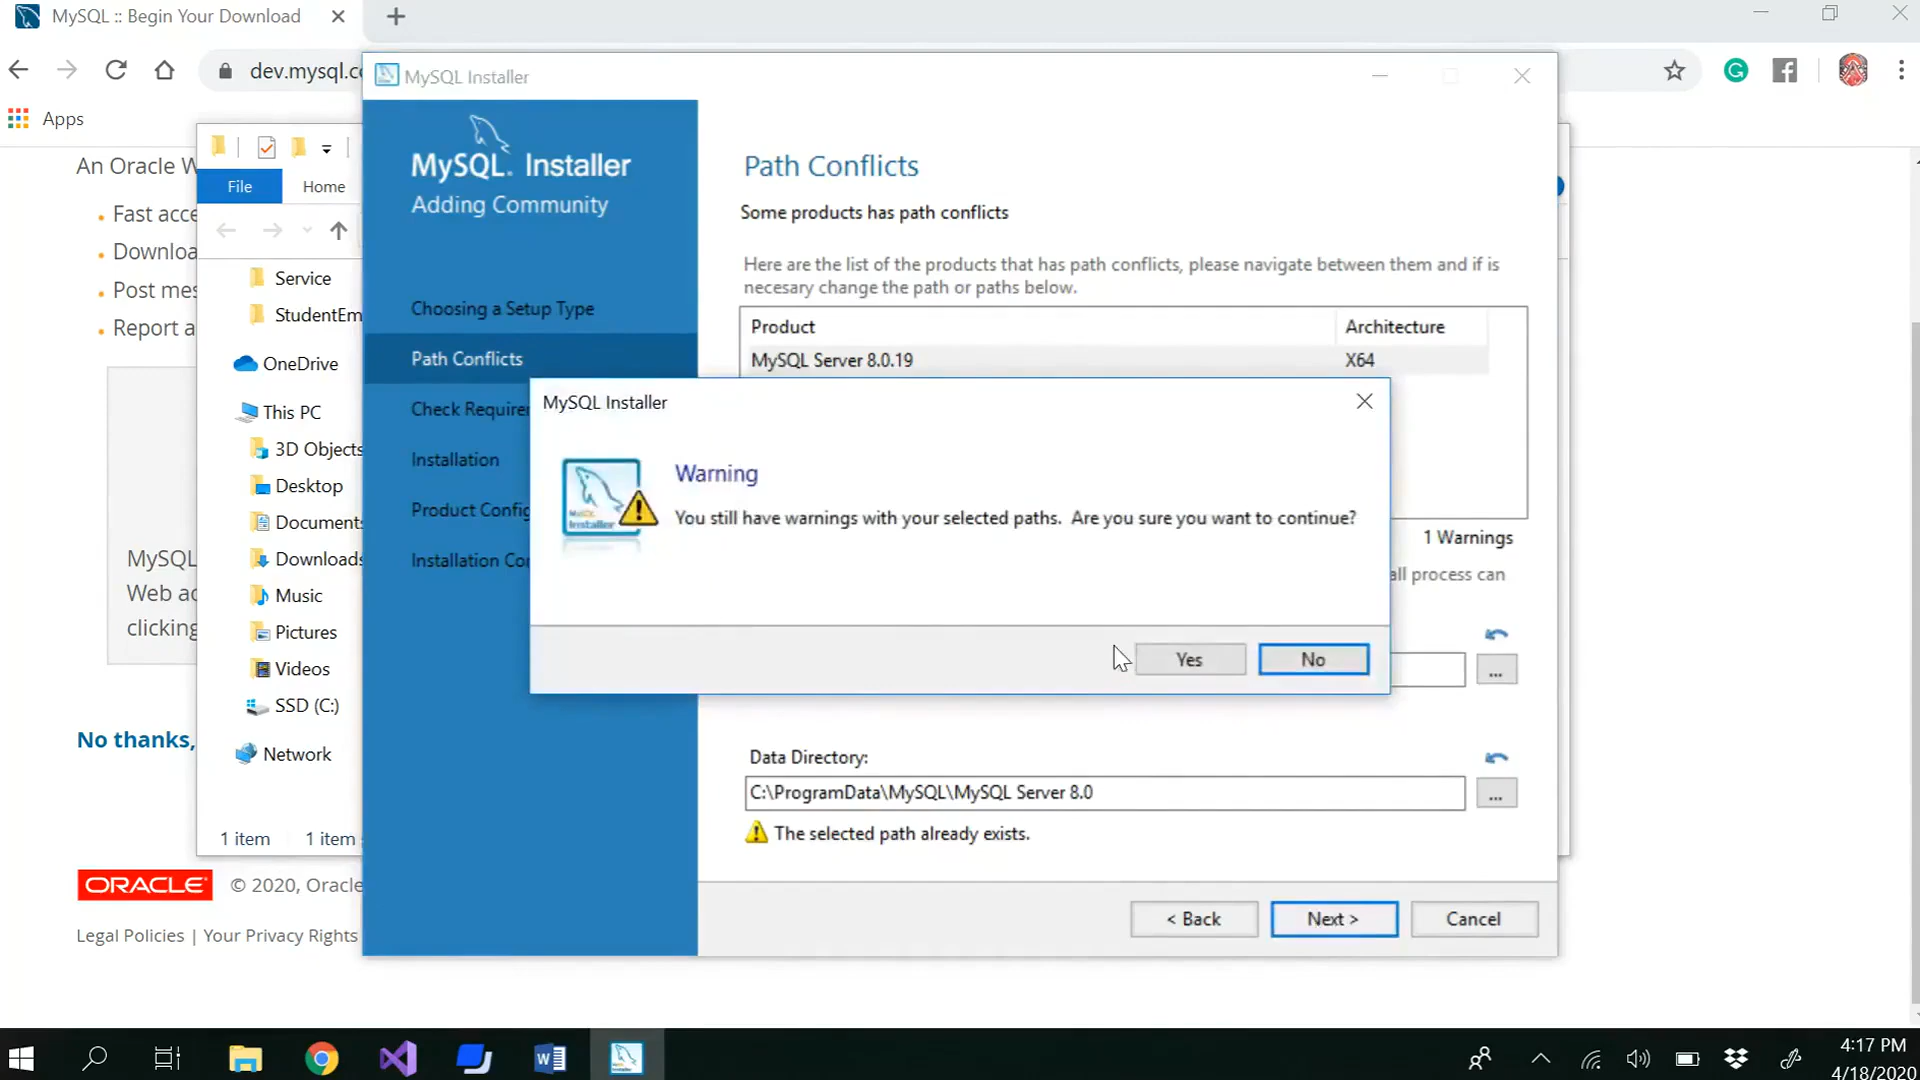 MySQL :: Begin Your Download
dev.mysql.c
Apps
An Oracle W
Fast acce
Downloa
Post mes
Report a
MySQL
Web ac
clicking
No thanks,
ORACLE
© 2020, Oracle
Legal Policies | Your Privacy Rights
File
Home
Service
StudentEm
OneDrive
This PC
3D Objects
Desktop
Documents
Downloads
Music
Pictures
Videos
SSD (C:)
Network
1 item
1 item
MySQL Installer
MySQL. Installer
Adding Community
Choosing a Setup Type
Path Conflicts
Check Requirem
Installation
Product Config
Installation Co
Path Conflicts
Some products has path conflicts
Here are the list of the products that has path conflicts, please navigate between them and if is
necesary change the path or paths below.
Product
Architecture
MySQL Server 8.0.19
X64
1 Warnings
all process can
...
Data Directory:
C:\ProgramData\MySQL\MySQL Server 8.0
...
The selected path already exists.
< Back
Next >
Cancel
MySQL Installer
MySQL
Installer
Warning
You still have warnings with your selected paths. Are you sure you want to continue?
Yes
No
4:17 PM
4/18/2020